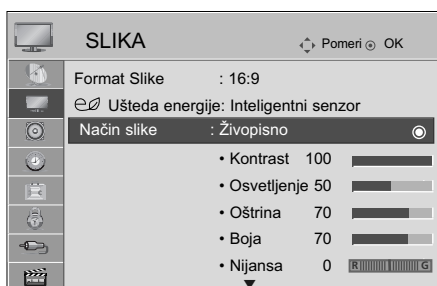 SLIKA Pomeri OK
Format Slike : 16:9
Ušteda energije: Inteligentni senzor
Način slike : Živopisno
• Kontrast 100
• Osvetljenje 50
• Oštrina 70
• Boja 70
• Nijansa 0 R G